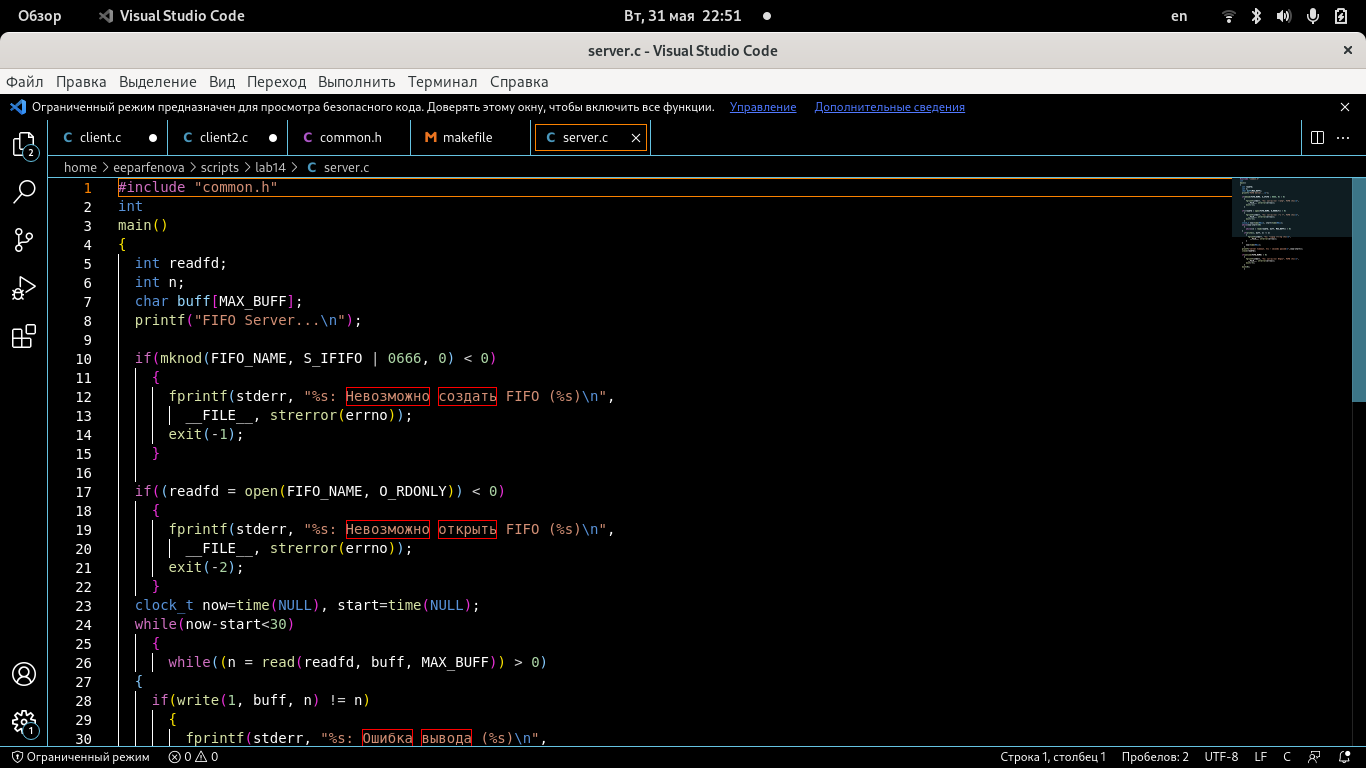 Обзор Visual Studio Code Вт, 31 мая 22:51 en
server.c - Visual Studio Code
Файл Правка Выделение Вид Переход Выполнить Терминал Справка
Ограниченный режим предназначен для просмотра безопасного кода. Доверять этому окну, чтобы включить все функции. Управление Дополнительные сведения
client.c client2.c common.h makefile server.c
home > eeparfenova > scripts > lab14 > server.c
1 #include "common.h"
2 int
3 main()
4 {
5 int readfd;
6 int n;
7 char buff[MAX_BUFF];
8 printf("FIFO Server...\n");
9
10 if(mknod(FIFO_NAME, S_IFIFO | 0666, 0) < 0)
11 {
12 fprintf(stderr, "%s: Невозможно создать FIFO (%s)\n",
13 __FILE__, strerror(errno));
14 exit(-1);
15 }
16
17 if((readfd = open(FIFO_NAME, O_RDONLY)) < 0)
18 {
19 fprintf(stderr, "%s: Невозможно открыть FIFO (%s)\n",
20 __FILE__, strerror(errno));
21 exit(-2);
22 }
23 clock_t now=time(NULL), start=time(NULL);
24 while(now-start<30)
25 {
26 while((n = read(readfd, buff, MAX_BUFF)) > 0)
27 {
28 if(write(1, buff, n) != n)
29 {
30 fprintf(stderr, "%s: Ошибка вывода (%s)\n",
2
1
Ограниченный режим 0 0 Строка 1, столбец 1 Пробелов: 2 UTF-8 LF C